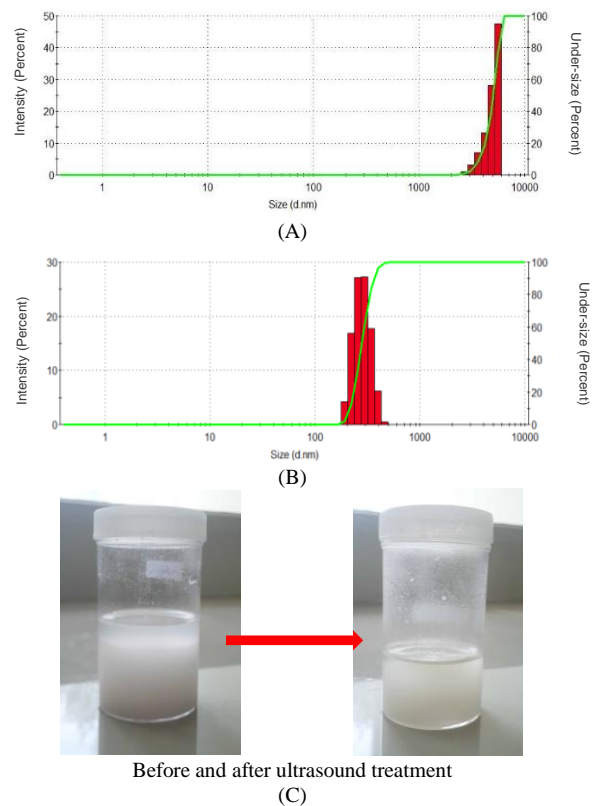 50
40
30
20
10
0
Intensity (Percent)
100
80
60
40
20
0
Under-size (Percent)
1 10 100 1000 10000
Size (d.nm)
(A)
30
20
10
0
Intensity (Percent)
100
80
60
40
20
0
Under-size (Percent)
1 10 100 1000 10000
Size (d.nm)
(B)
Before and after ultrasound treatment
(C)